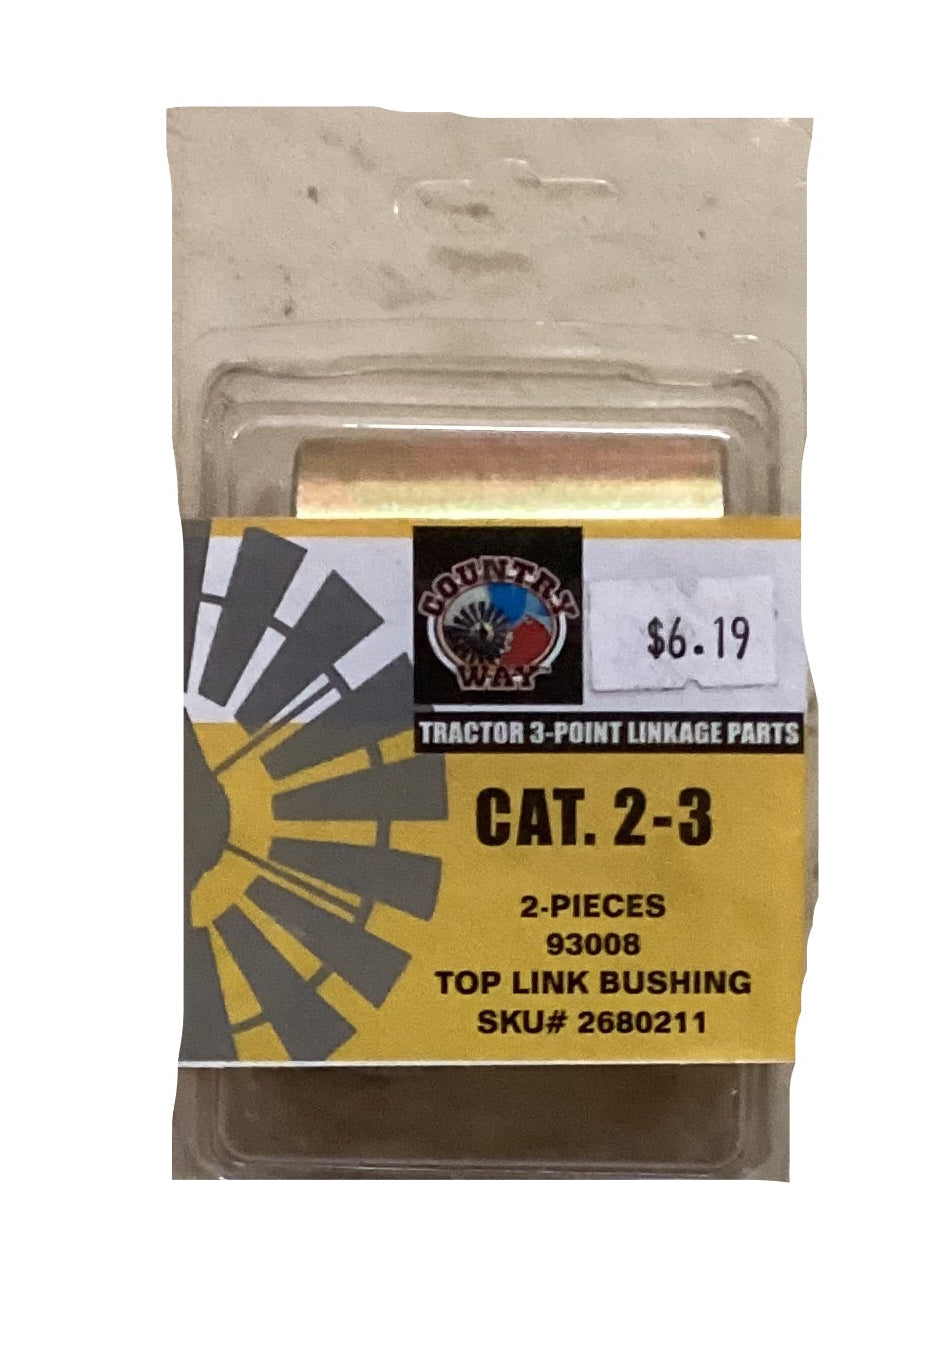 COUNTRY
WAY
$6.19
TRACTOR 3-POINT LINKAGE PARTS
CAT. 2-3
2-PIECES
93008
TOP LINK BUSHING
SKU# 2680211